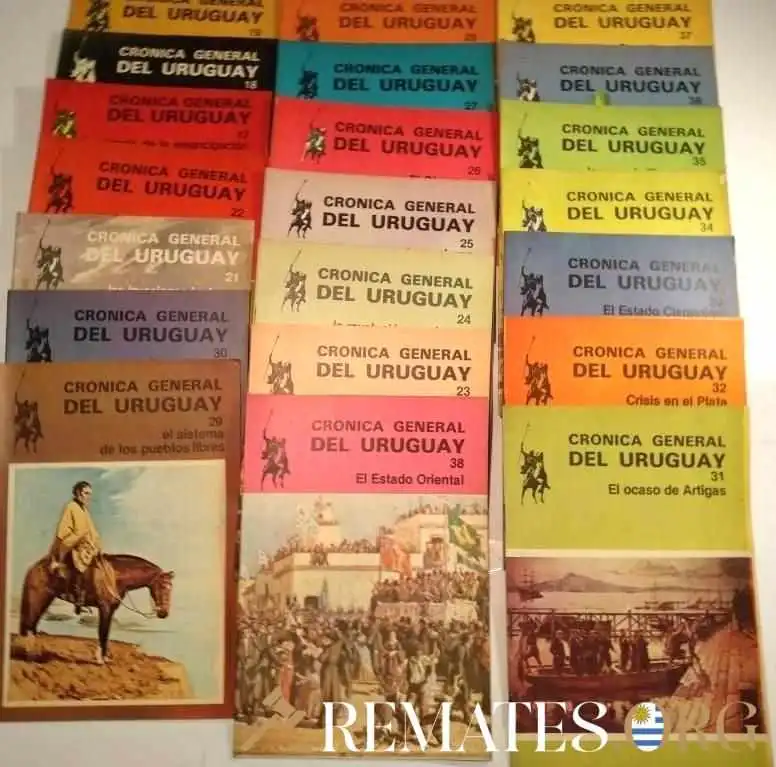 CRONICA GENERAL
DEL URUGUAY
19
CRONICA GENERAL
DEL URUGUAY
18
CRONICA GENERAL
DEL URUGUAY
17
de la emancipación
CRONICA GENERAL
DEL URUGUAY
22
CRONICA GENERAL
DEL URUGUAY
21
CRONICA GENERAL
DEL URUGUAY
30
CRONICA GENERAL
DEL URUGUAY
29
el sistema
de los pueblos libres
CRONICA GENERAL
DEL URUGUAY
28
CRONICA GENERAL
DEL URUGUAY
27
CRONICA GENERAL
DEL URUGUAY
26
CRONICA GENERAL
DEL URUGUAY
25
CRONICA GENERAL
DEL URUGUAY
24
CRONICA GENERAL
DEL URUGUAY
23
CRONICA GENERAL
DEL URUGUAY
38
El Estado Oriental
CRONICA GENERAL
DEL URUGUAY
37
CRONICA GENERAL
DEL URUGUAY
36
CRONICA GENERAL
DEL URUGUAY
35
CRONICA GENERAL
DEL URUGUAY
34
CRONICA GENERAL
DEL URUGUAY
El Estado
CRONICA GENERAL
DEL URUGUAY
32
Crisis en el Plata
CRONICA GENERAL
DEL URUGUAY
31
El ocaso de Artigas
REMATES ORG